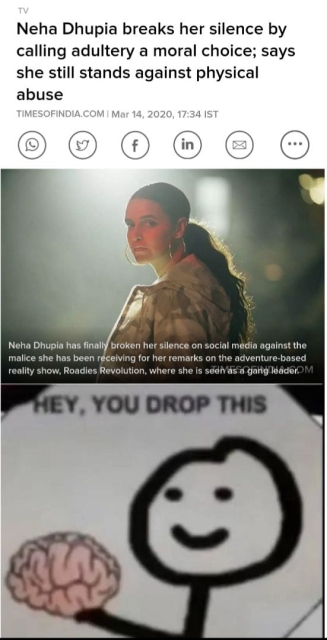 TV
Neha Dhupia breaks her silence by
calling adultery a moral choice; says
she still stands against physical
abuse
TIMESOFINDIA.COM | Mar 14, 2020, 17:34 IST
Neha Dhupia has finally broken her silence on social media against the
malice she has been receiving for her remarks on the adventure-based
reality show, Roadies Revolution, where she is seen as a gang leader.
TIMESOFINDIA.COM
HEY, YOU DROP THIS